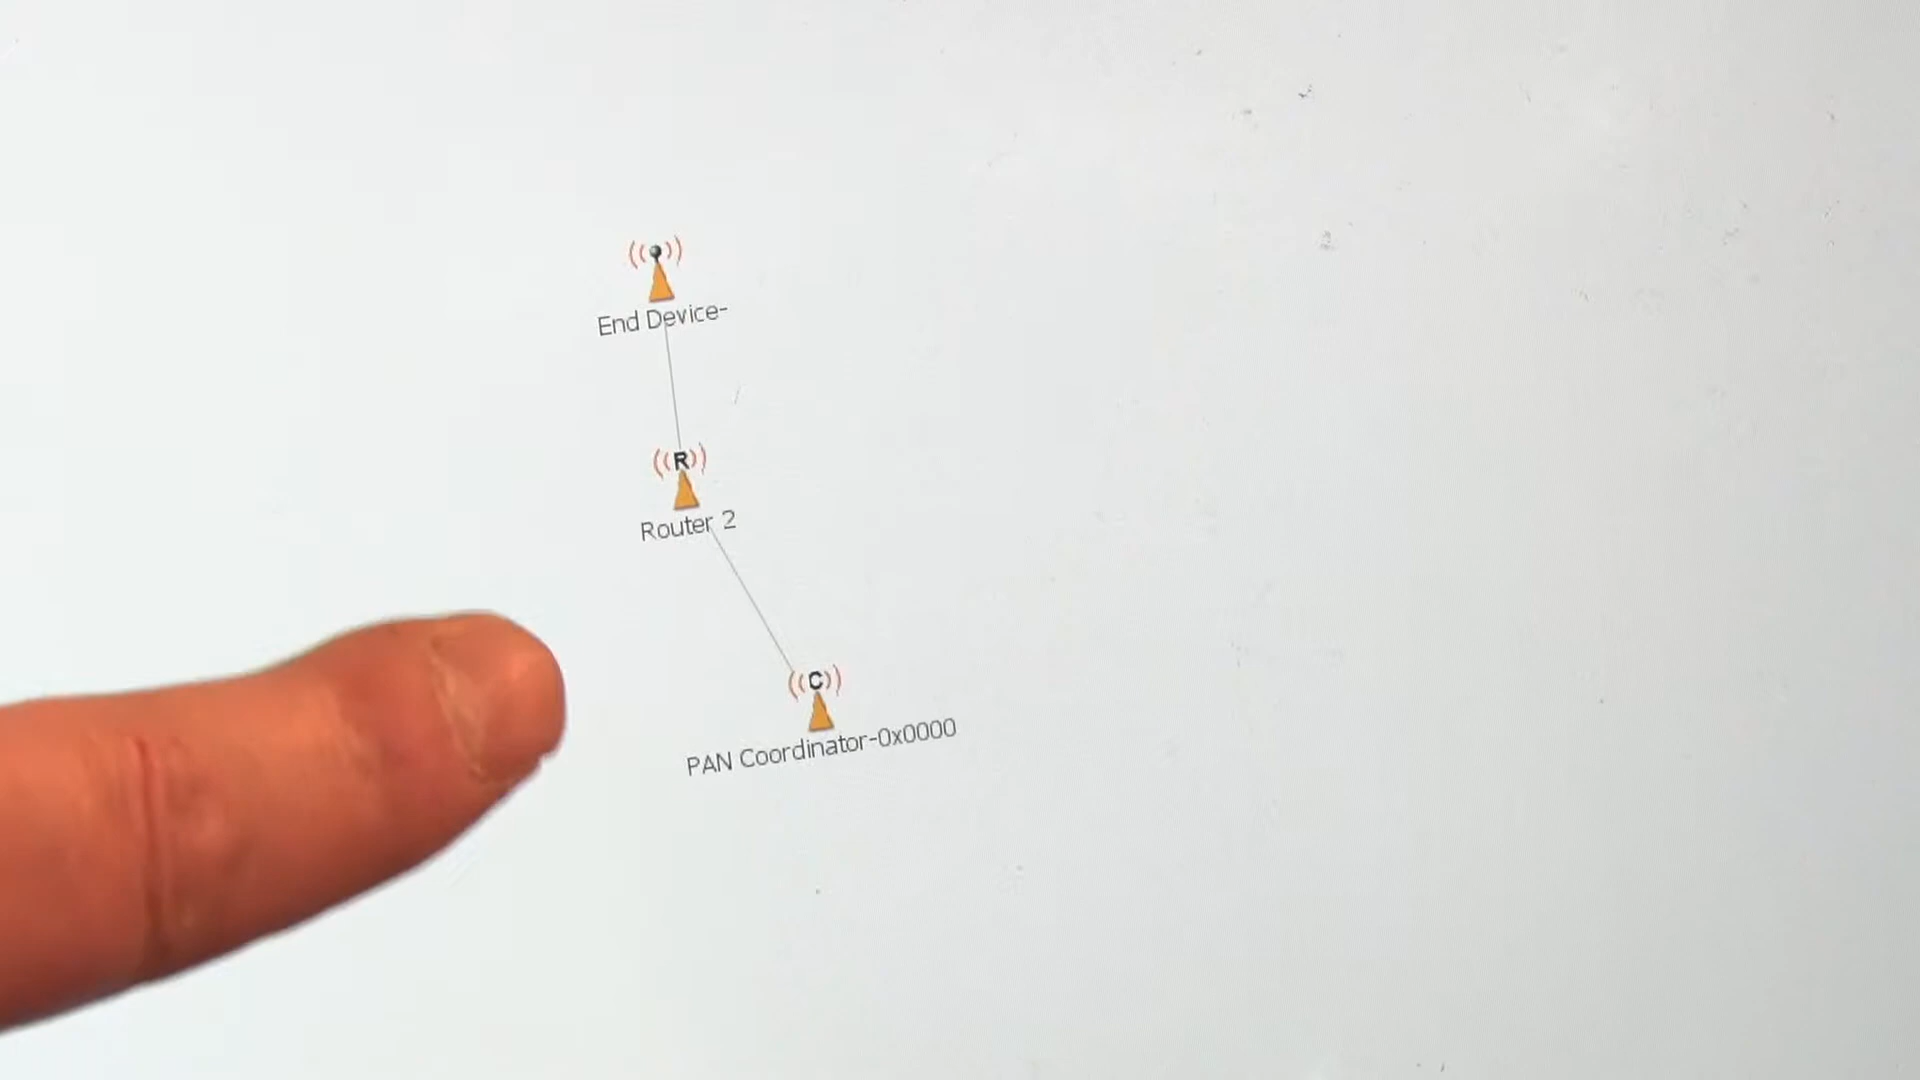 End Device-
R
Router 2
C
PAN Coordinator-0x0000